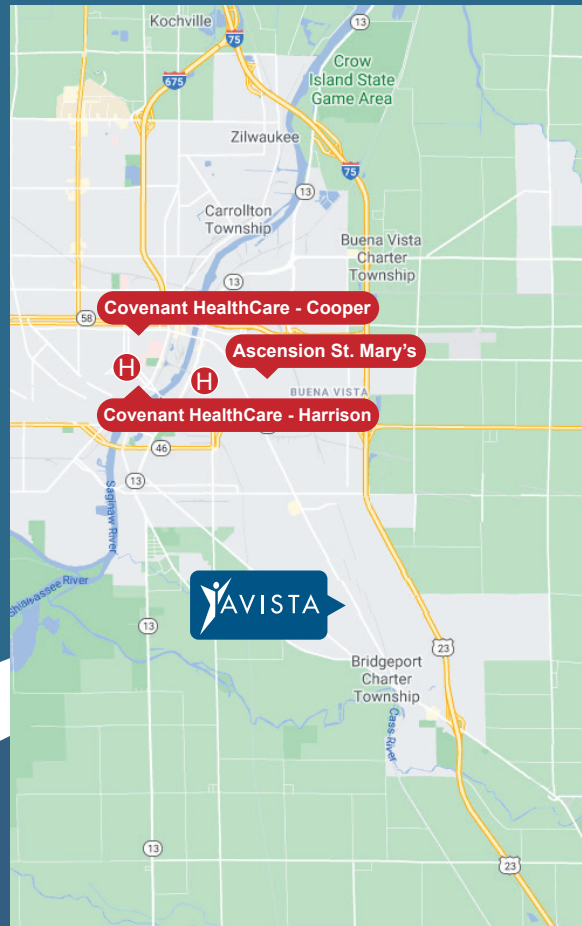 Kochville
13
75
Crow
Island State
Game Area
675
Zilwaukee
75
13
Carrollton
Township
Buena Vista
Charter
Township
13
Covenant HealthCare - Cooper
58
Ascension St. Mary's
H
H
BUENA VISTA
Covenant HealthCare - Harrison
46
13
Saginaw River
Shiawassee River
AVISTA
13
23
Bridgeport
Charter
Township
Cass River
13
23